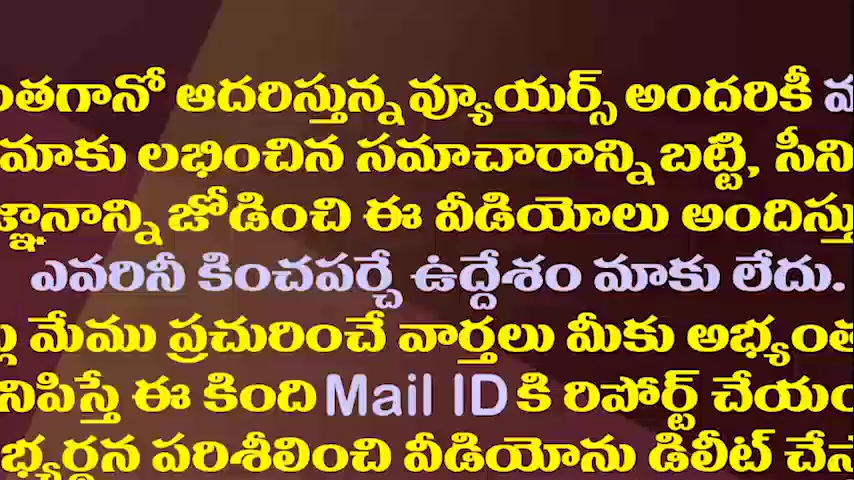 ంతగానో ఆదరిస్తున్న వ్యూయర్స్ అందరికీ
మాకు లభించిన సమాచారాన్ని బట్టి, సీని
జ్ఞానాన్ని జోడించి ఈ వీడియోలు అందిస్తు
ఎవరినీ కించపర్చే ఉద్దేశం మాకు లేదు.
మేము ప్రచురించే వార్తలు మీకు అభ్యంత
నిపిస్తే ఈ కింది Mail ID కి రిపోర్ట్ చేయం
భ్యర్థన పరిశీలించి వీడియోను డిలీట్ చేస